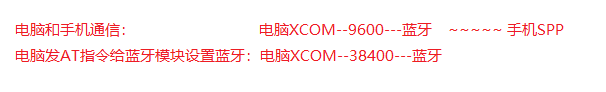 电脑和手机通信： 电脑XCOM--9600---蓝牙 ~~~~~ 手机SPP
电脑发AT指令给蓝牙模块设置蓝牙：电脑XCOM--38400---蓝牙